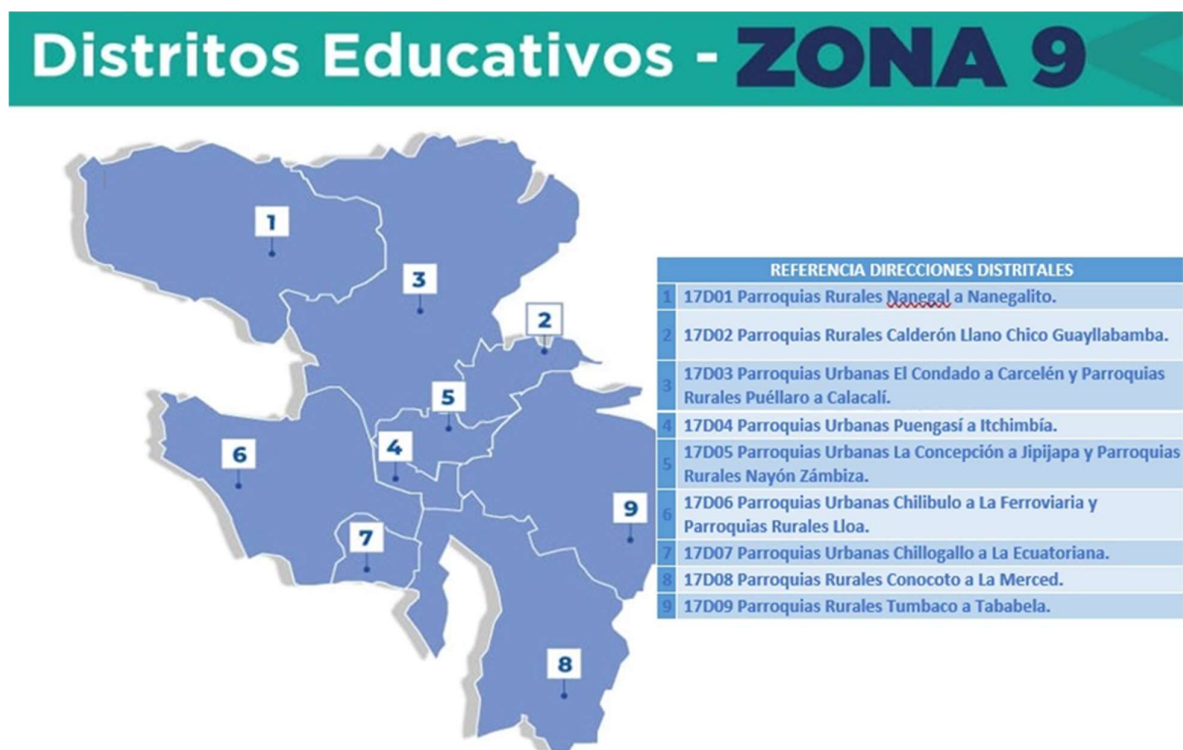 Distritos Educativos - ZONA 9
1
3
2
5
4
6
7
9
8
REFERENCIA DIRECCIONES DISTRITALES
1 17D01 Parroquias Rurales Nanegal a Nanegalito.
2 17D02 Parroquias Rurales Calderón Llano Chico Guayllabamba.
3 17D03 Parroquias Urbanas El Condado a Carcelén y Parroquias
Rurales Puéllaro a Calacalí.
4 17D04 Parroquias Urbanas Puengasí a Itchimbía.
5 17D05 Parroquias Urbanas La Concepción a Jipijapa y Parroquias
Rurales Nayón Zámbiza.
6 17D06 Parroquias Urbanas Chilibulo a La Ferroviaria y
Parroquias Rurales Lloa.
7 17D07 Parroquias Urbanas Chillogallo a La Ecuatoriana.
8 17D08 Parroquias Rurales Conocoto a La Merced.
9 17D09 Parroquias Rurales Tumbaco a Tababela.